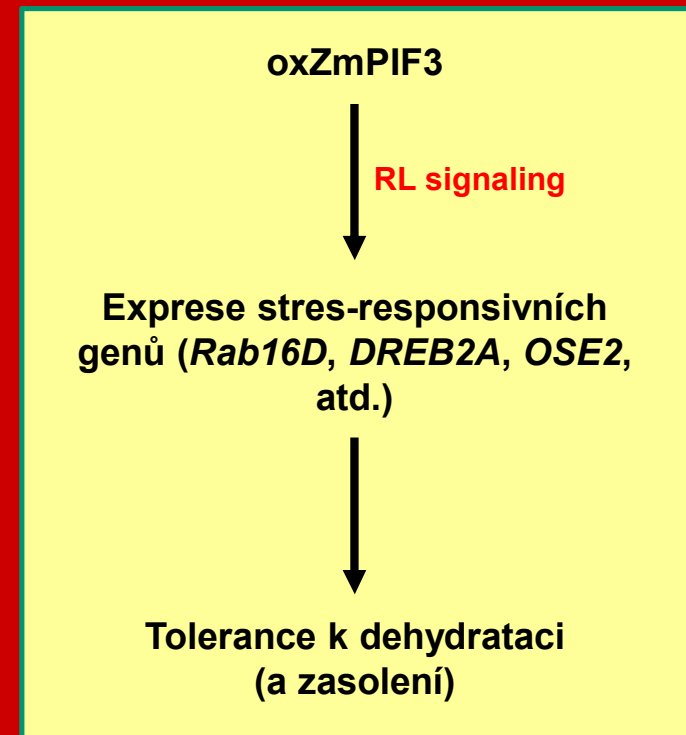 oxZmPIF3
RL signaling
Exprese stres-responsivních
genů (Rab16D, DREB2A, OSE2,
atd.)
Tolerance k dehydrataci
(a zasolení)